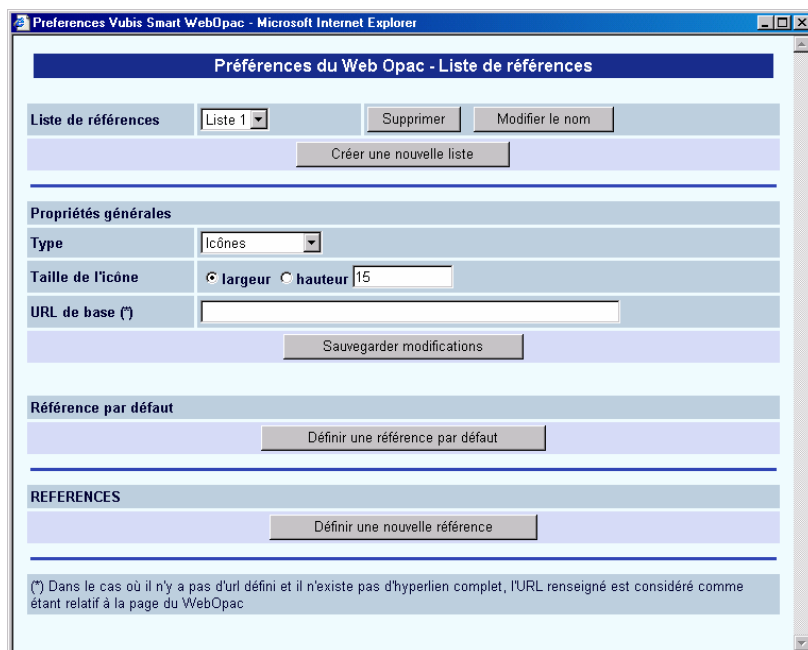 Preferences Vubis Smart WebOpac - Microsoft Internet Explorer
Préférences du Web Opac - Liste de références
Liste de références Liste 1 Supprimer Modifier le nom
Créer une nouvelle liste
Propriétés générales
Type Icônes
Taille de l'icône largeur hauteur 15
URL de base (*)
Sauvegarder modifications
Référence par défaut
Définir une référence par défaut
REFERENCES
Définir une nouvelle référence
(*) Dans le cas où il n'y a pas d'url défini et il n'existe pas d'hyperlien complet, l'URL renseigné est considéré comme
étant relatif à la page du WebOpac